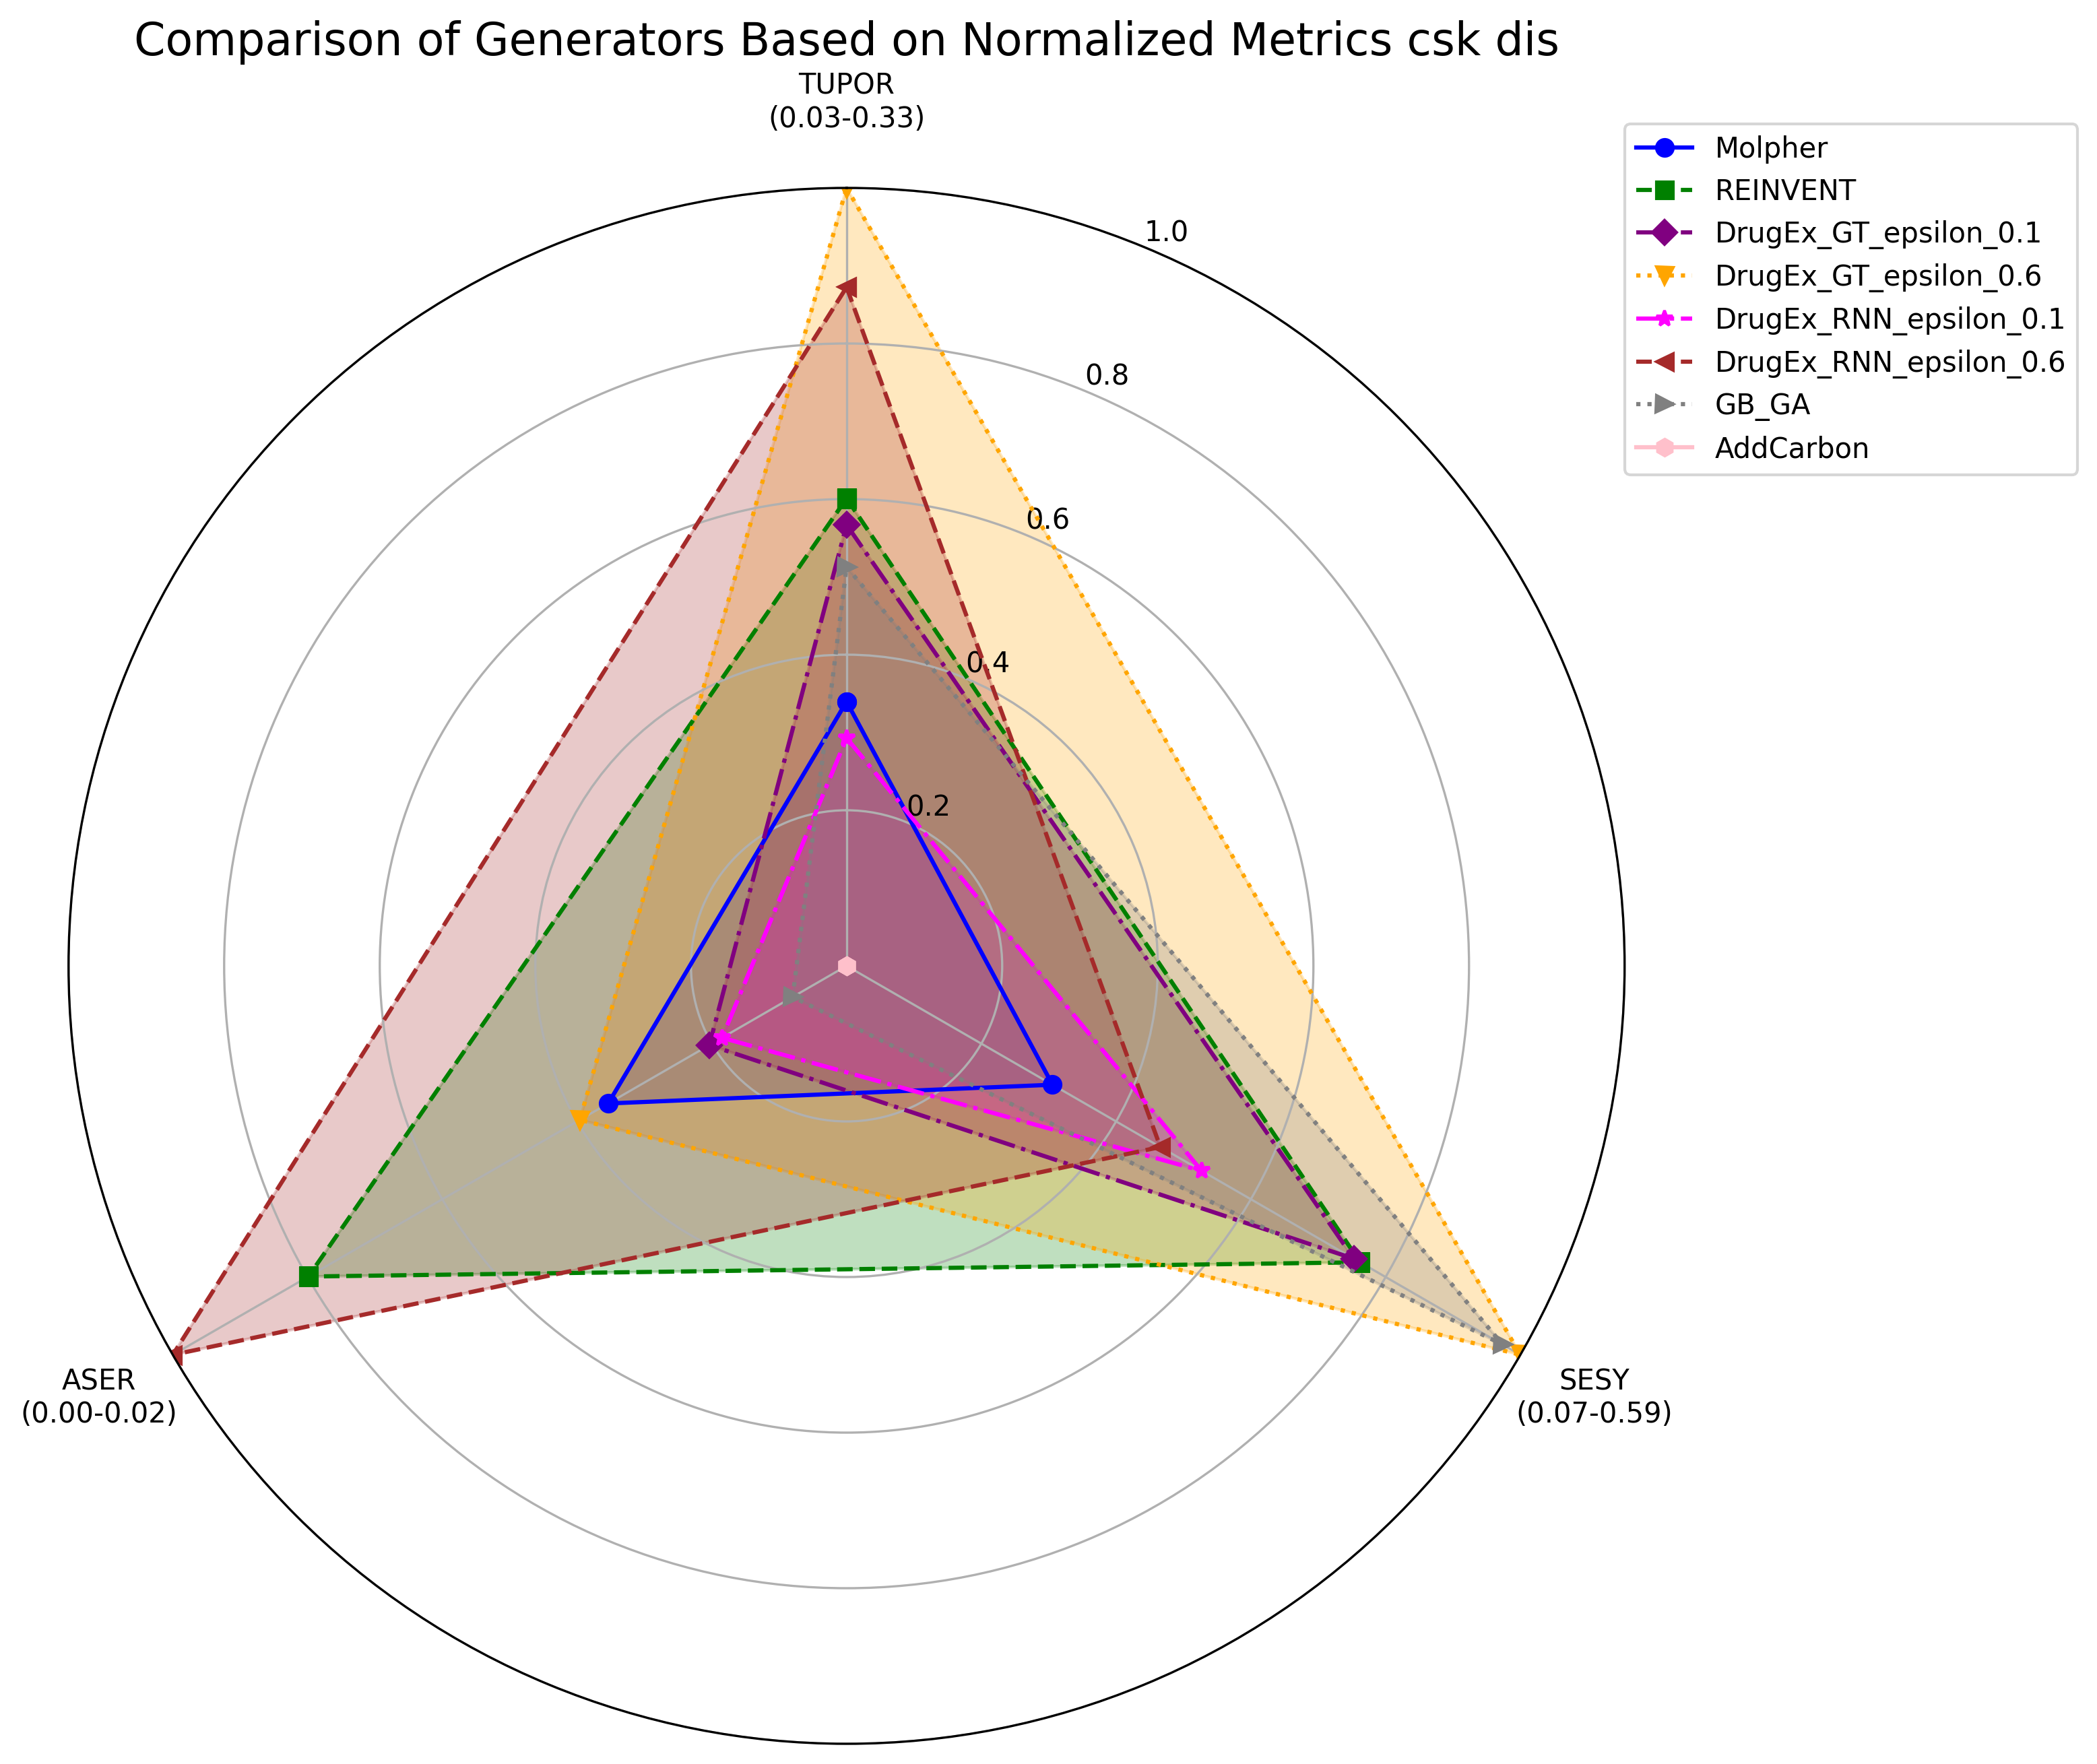 Comparison of Generators Based on Normalized Metrics csk dis
TUPOR
(0.03-0.33)
Molpher
REINVENT
DrugEx_GT_epsilon_0.1
DrugEx_GT_epsilon_0.6
DrugEx_RNN_epsilon_0.1
DrugEx_RNN_epsilon_0.6
GB_GA
AddCarbon
1.0
0.8
0.6
0.4
0.2
ASER
(0.00-0.02)
SESY
(0.07-0.59)